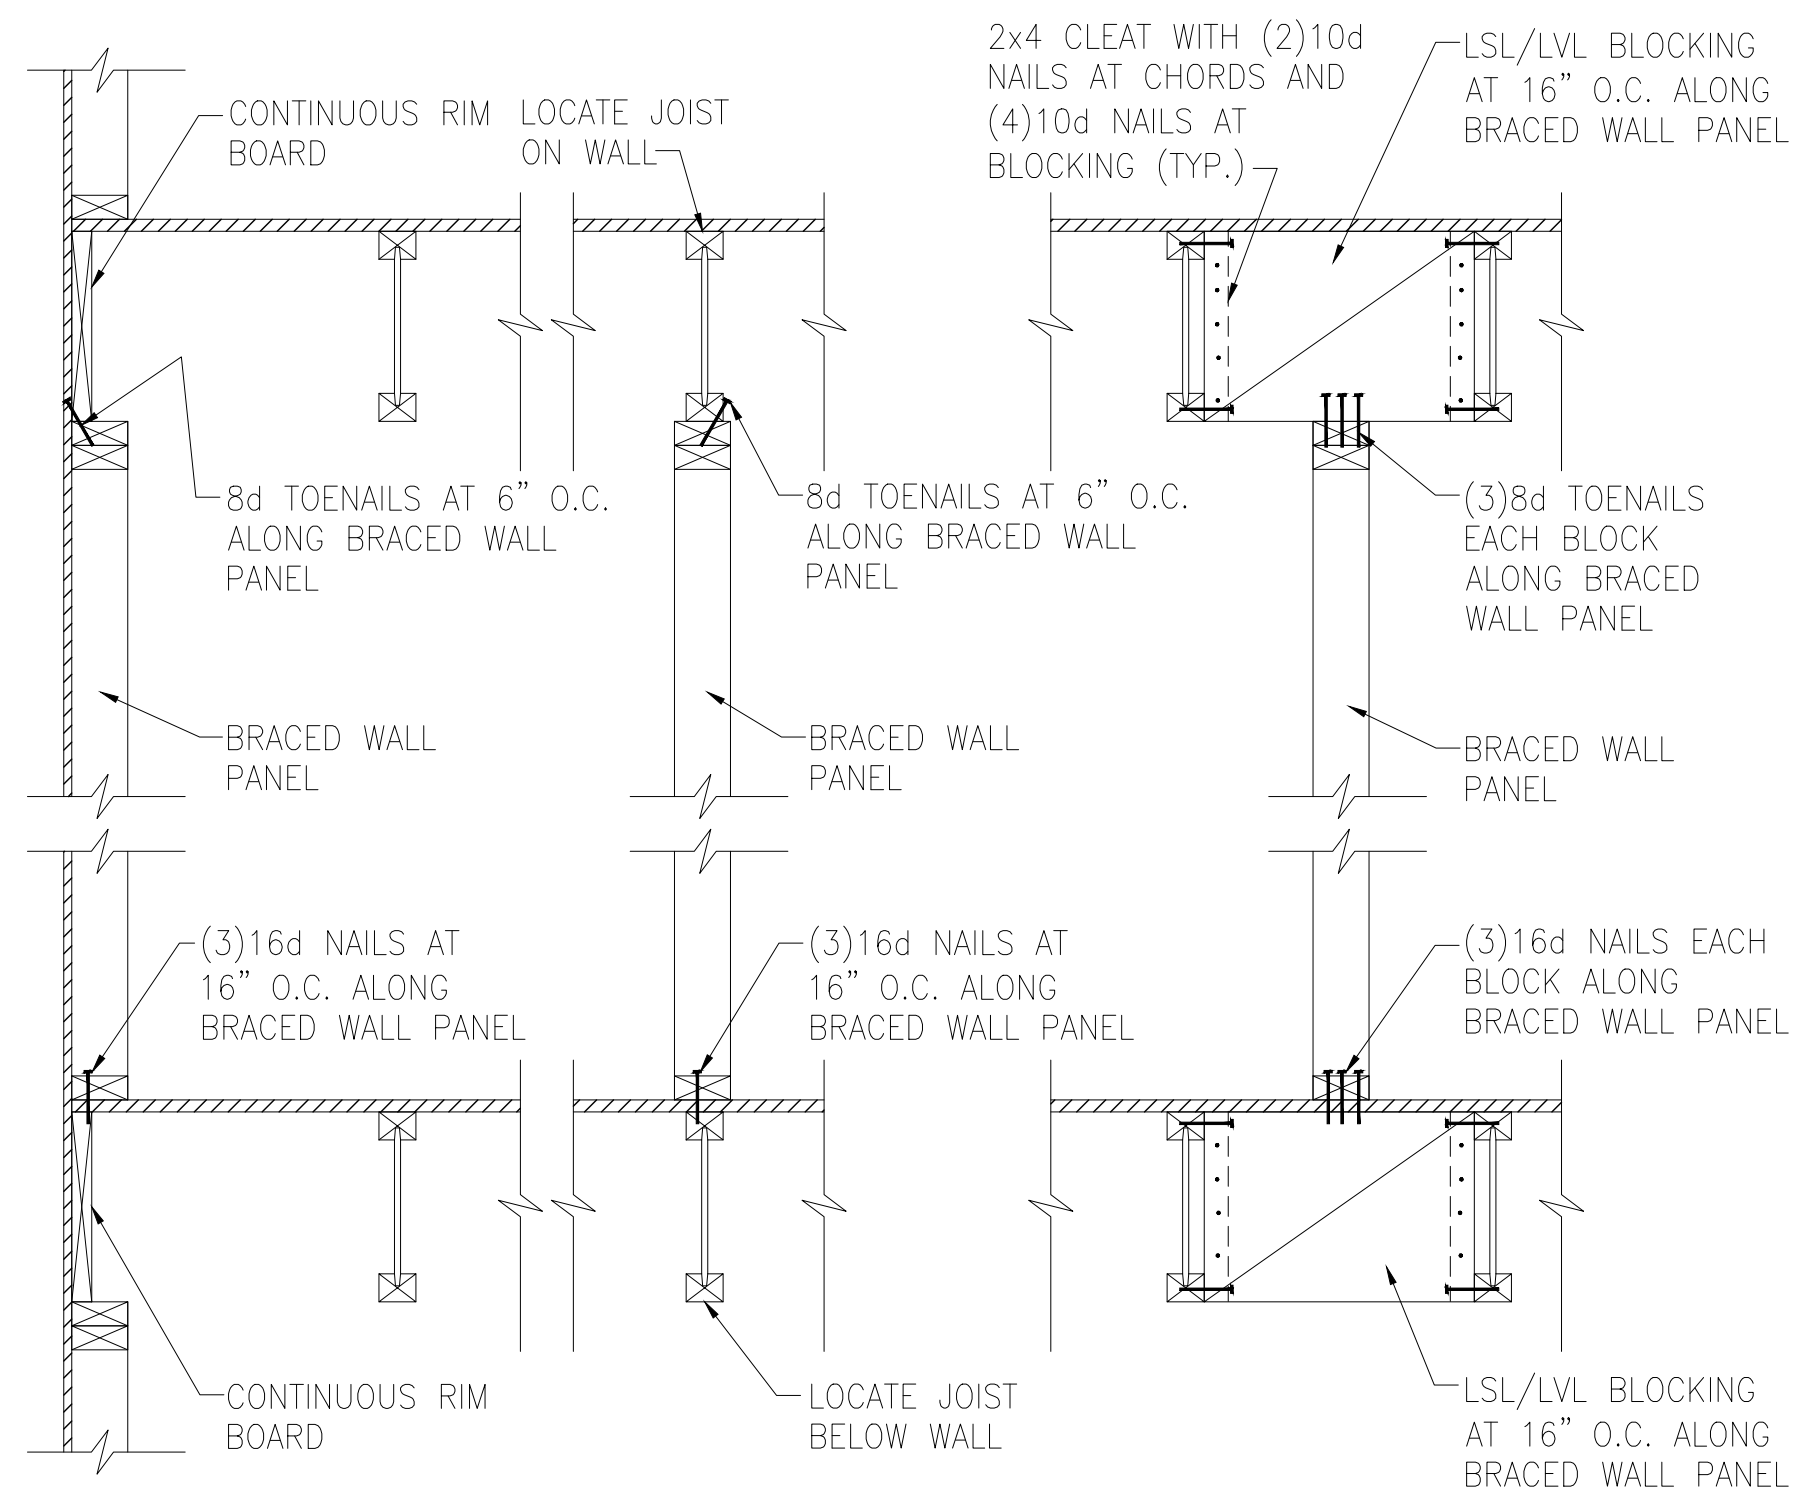 CONTINUOUS RIM
BOARD
LOCATE JOIST
ON WALL
2x4 CLEAT WITH (2)10d
NAILS AT CHORDS AND
(4)10d NAILS AT
BLOCKING (TYP.)
LSL/LVL BLOCKING
AT 16" O.C. ALONG
BRACED WALL PANEL
8d TOENAILS AT 6" O.C.
ALONG BRACED WALL
PANEL
8d TOENAILS AT 6" O.C.
ALONG BRACED WALL
PANEL
(3)8d TOENAILS
EACH BLOCK
ALONG BRACED
WALL PANEL
BRACED WALL
PANEL
BRACED WALL
PANEL
BRACED WALL
PANEL
(3)16d NAILS AT
16" O.C. ALONG
BRACED WALL PANEL
(3)16d NAILS AT
16" O.C. ALONG
BRACED WALL PANEL
(3)16d NAILS EACH
BLOCK ALONG
BRACED WALL PANEL
CONTINUOUS RIM
BOARD
LOCATE JOIST
BELOW WALL
LSL/LVL BLOCKING
AT 16" O.C. ALONG
BRACED WALL PANEL